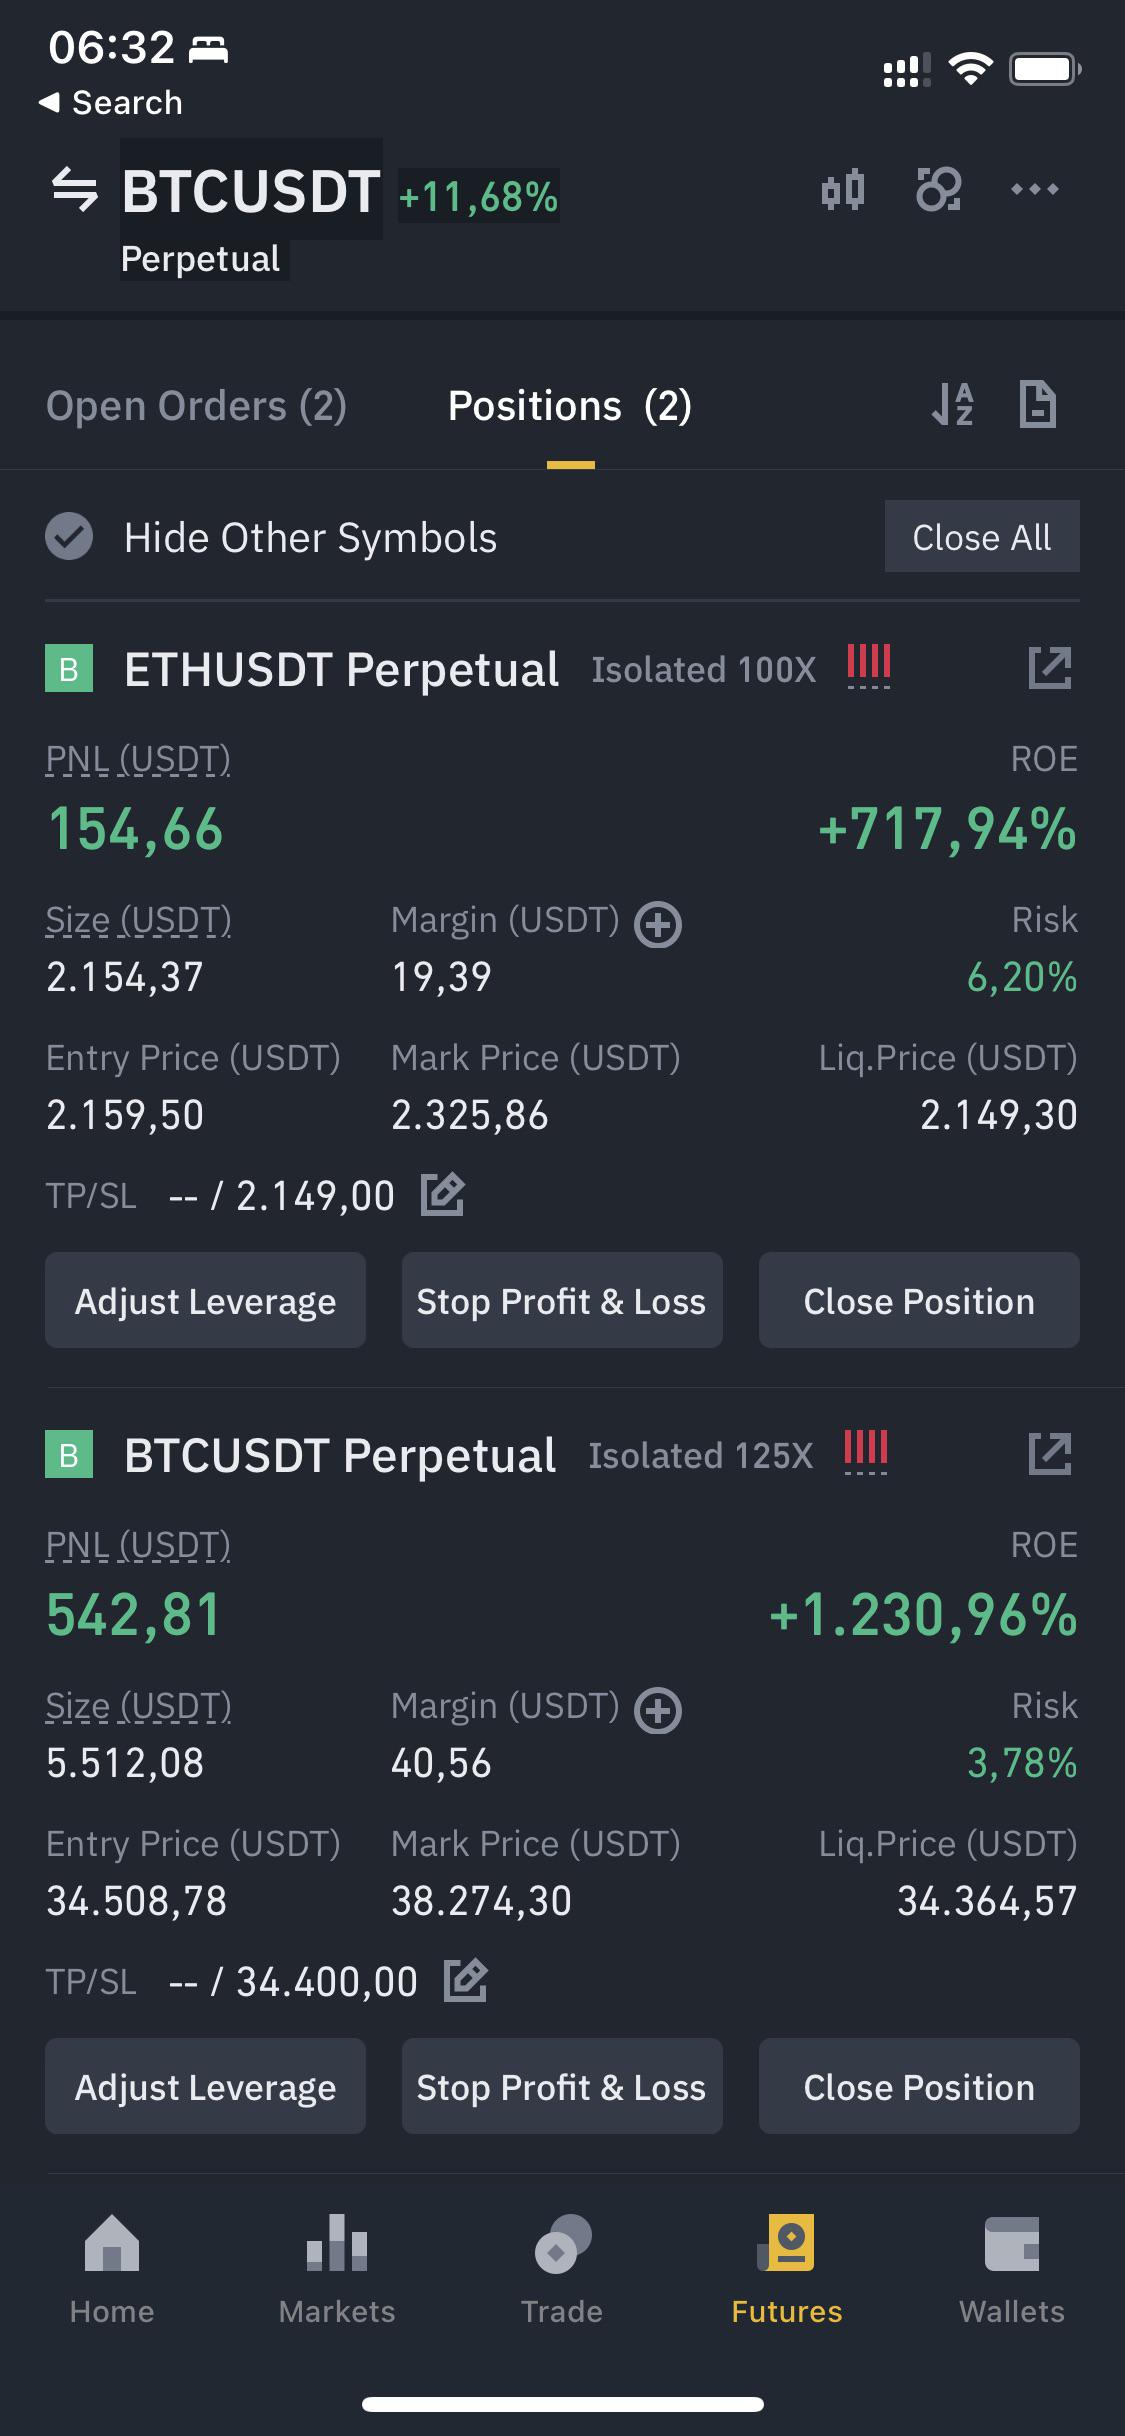 06:32
◀ Search
BTCUSDT +11,68%
Perpetual
Open Orders (2) Positions (2)
Hide Other Symbols Close All
B ETHUSDT Perpetual Isolated 100X
PNL (USDT) ROE
154,66 +717,94%
Size (USDT) Margin (USDT) Risk
2.154,37 19,39 6,20%
Entry Price (USDT) Mark Price (USDT) Liq.Price (USDT)
2.159,50 2.325,86 2.149,30
TP/SL -- / 2.149,00
Adjust Leverage Stop Profit & Loss Close Position
B BTCUSDT Perpetual Isolated 125X
PNL (USDT) ROE
542,81 +1.230,96%
Size (USDT) Margin (USDT) Risk
5.512,08 40,56 3,78%
Entry Price (USDT) Mark Price (USDT) Liq.Price (USDT)
34.508,78 38.274,30 34.364,57
TP/SL -- / 34.400,00
Adjust Leverage Stop Profit & Loss Close Position
Home Markets Trade Futures Wallets